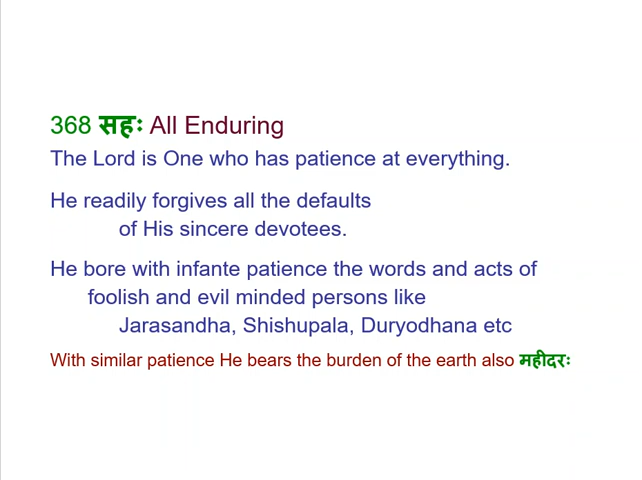 368 सहः All Enduring
The Lord is One who has patience at everything.
He readily forgives all the defaults
of His sincere devotees.
He bore with infante patience the words and acts of
foolish and evil minded persons like
Jarasandha, Shishupala, Duryodhana etc
With similar patience He bears the burden of the earth also महीदरः